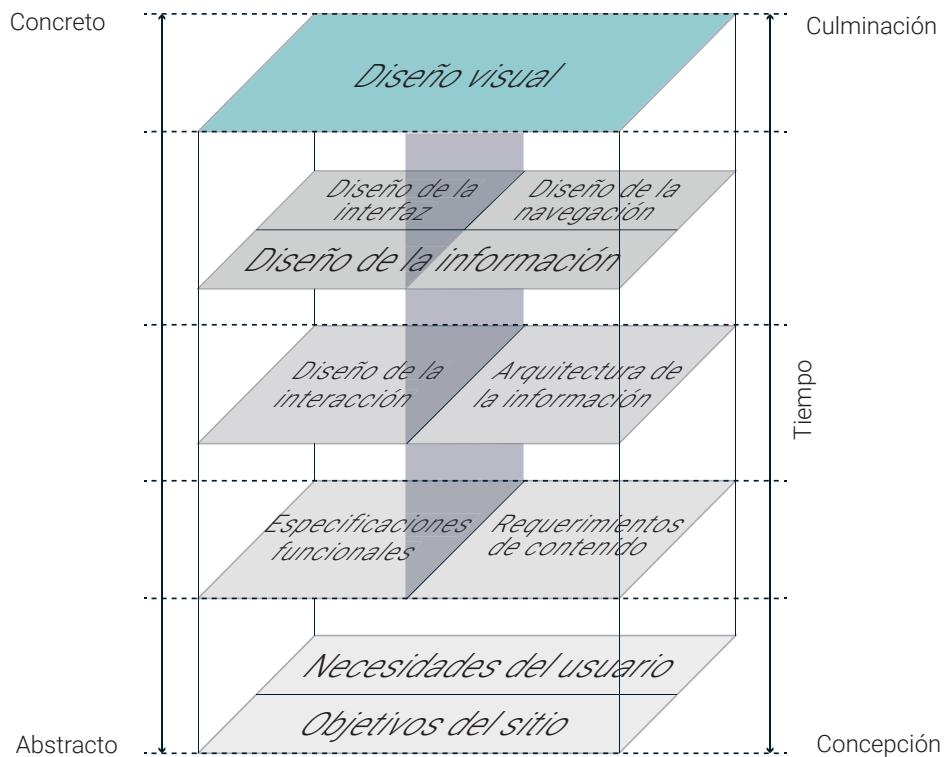 Concreto
Culminación
Diseño visual
Diseño de la
interfaz
Diseño de la
navegación
Diseño de la información
Diseño de la
interacción
Arquitectura de
la información
Tiempo
Especificaciones
funcionales
Requerimientos
de contenido
Necesidades del usuario
Objetivos del sitio
Abstracto
Concepción